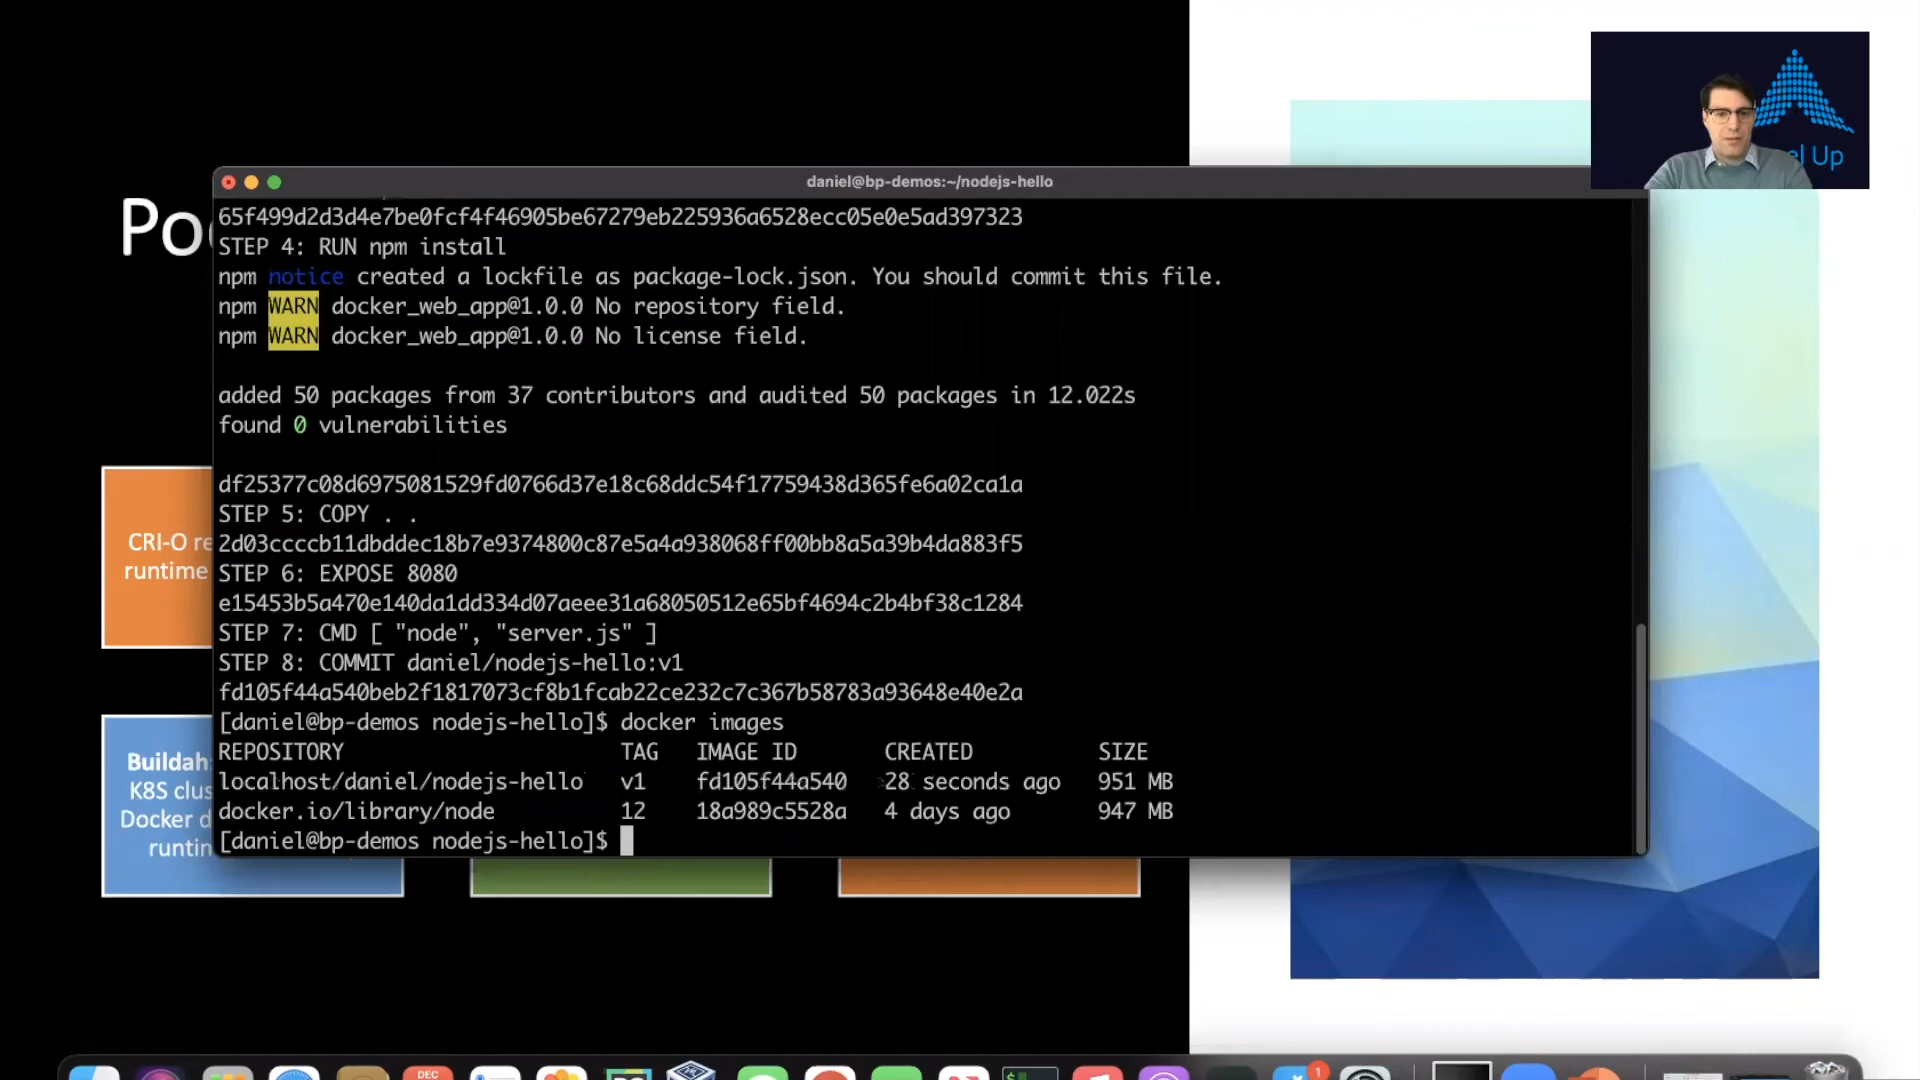 el Up
daniel@bp-demos:~/nodejs-hello
Po
65f499d2d3d4e7be0fcf4f46905be67279eb225936a6528ecc05e0e5ad397323
STEP 4: RUN npm install
npm notice created a lockfile as package-lock.json. You should commit this file.
npm WARN docker_web_app@1.0.0 No repository field.
npm WARN docker_web_app@1.0.0 No license field.
added 50 packages from 37 contributors and audited 50 packages in 12.022s
found 0 vulnerabilities
df25377c08d6975081529fd0766d37e18c68ddc54f17759438d365fe6a02ca1a
STEP 5: COPY . .
2d03ccccb11dbddec18b7e9374800c87e5a4a938068ff00bb8a5a39b4da883f5
STEP 6: EXPOSE 8080
e15453b5a470e140da1dd334d07aeee31a68050512e65bf4694c2b4bf38c1284
STEP 7: CMD [ "node", "server.js" ]
STEP 8: COMMIT daniel/nodejs-hello:v1
fd105f44a540beb2f1817073cf8b1fcab22ce232c7c367b58783a93648e40e2a
[daniel@bp-demos nodejs-hello]$ docker images
REPOSITORY TAG IMAGE ID CREATED SIZE
localhost/daniel/nodejs-hello v1 fd105f44a540 28 seconds ago 951 MB
docker.io/library/node 12 18a989c5528a 4 days ago 947 MB
[daniel@bp-demos nodejs-hello]$
CRI-O re
runtime
Buildah
K8S clus
Docker d
runtin
DEC
1